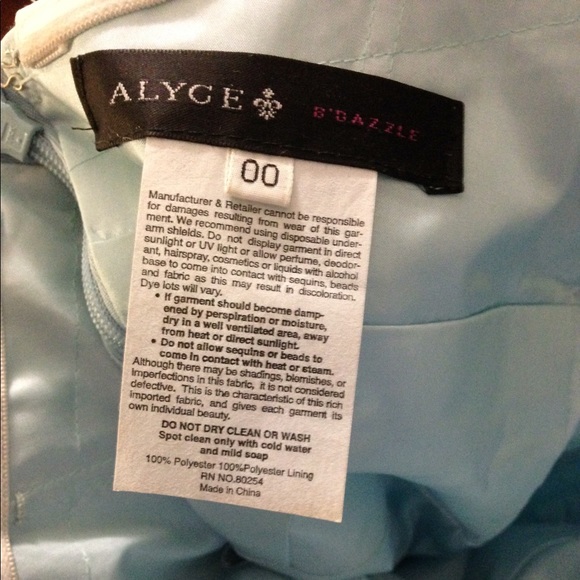 ALYCE B'DAZZLE
00
Manufacturer & Retailer cannot be responsible
for damages resulting from wear of this gar-
ment. We recommend using disposable under-
arm shields. Do not display garment in direct
sunlight or UV light or allow perfume, deodor-
ant, hairspray, cosmetics or liquids with alcohol
base to come into contact with sequins, beads
and fabric as this may result in discoloration.
Dye lots will vary.
• If garment should become damp-
ened by perspiration or moisture,
dry in a well ventilated area, away
from heat or direct sunlight.
• Do not allow sequins or beads to
come in contact with heat or steam.
Although there may be shadings, blemishes, or
Imperfections in this fabric, it is not considered
defective. This is the characteristic of this rich
imported fabric, and gives each garment its
own individual beauty.
DO NOT DRY CLEAN OR WASH
Spot clean only with cold water
and mild soap
100% Polyester 100%Polyester Lining
RN NO.80254
Made in China